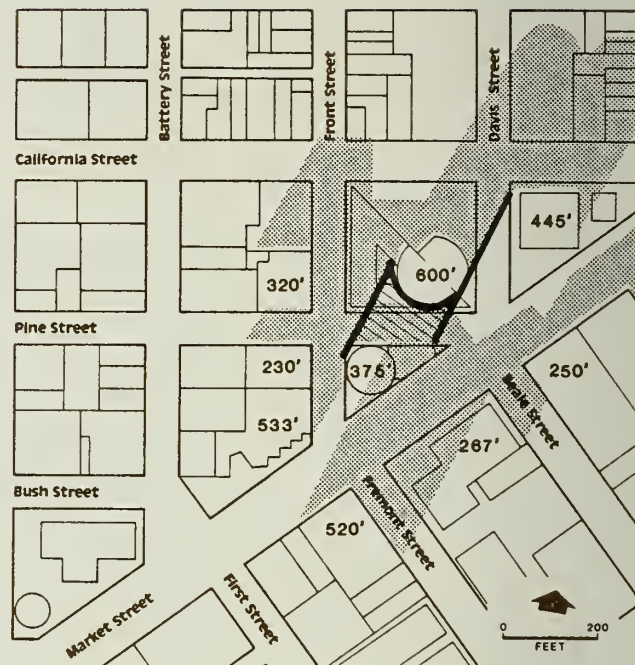 Battery Street
Front Street
Davis Street
California Street
445'
600'
320'
Pine Street
230'
375'
250'
533'
Beale Street
267'
Bush Street
520'
Fremont Street
Market Street
First Street
0 200
FEET